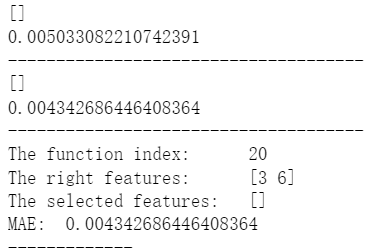 []
0.005033082210742391
-------------------------------------
[]
0.004342686446408364
-------------------------------------
The function index: 20
The right features: [3 6]
The selected features: []
MAE: 0.004342686446408364
-------------